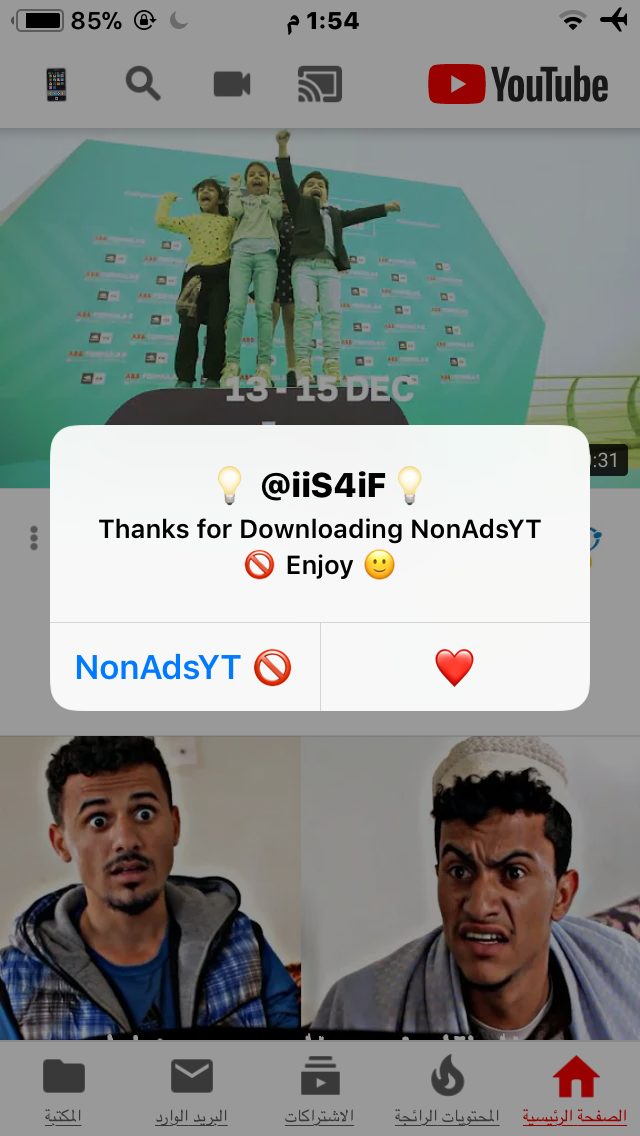 85%
1:54 م
YouTube
13 - 15 DEC
:31
@iiS4iF
Thanks for Downloading NonAdsYT
Enjoy
NonAdsYT
الصفحة الرئيسية
المحتويات الرائجة
الاشتراكات
البريد الوارد
المكتبة